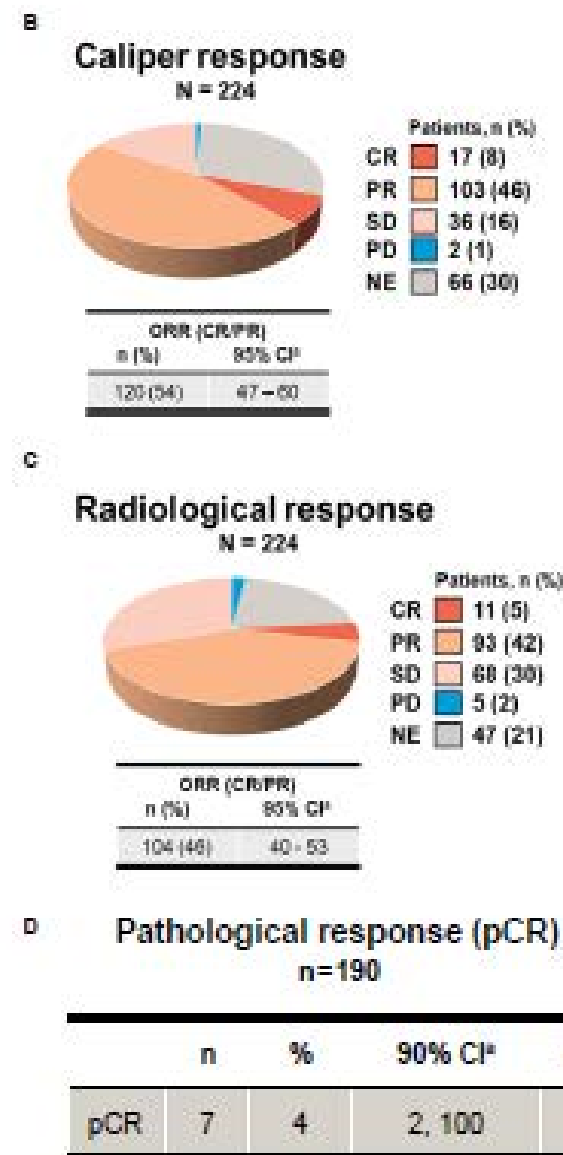 B
Caliper response
N = 224
Patients, n (%)
CR 17 (8)
PR 103 (46)
SD 36 (16)
PD 2 (1)
NE 66 (30)
ORR (CR/PR)
n (%) 95% CIᵃ
120 (54) 47 – 60
C
Radiological response
N = 224
Patients, n (%)
CR 11 (5)
PR 93 (42)
SD 68 (30)
PD 5 (2)
NE 47 (21)
ORR (CR/PR)
n (%) 95% CIᵃ
104 (46) 40 - 53
D
Pathological response (pCR)
n=190
n % 90% CIᵃ
pCR 7 4 2, 100